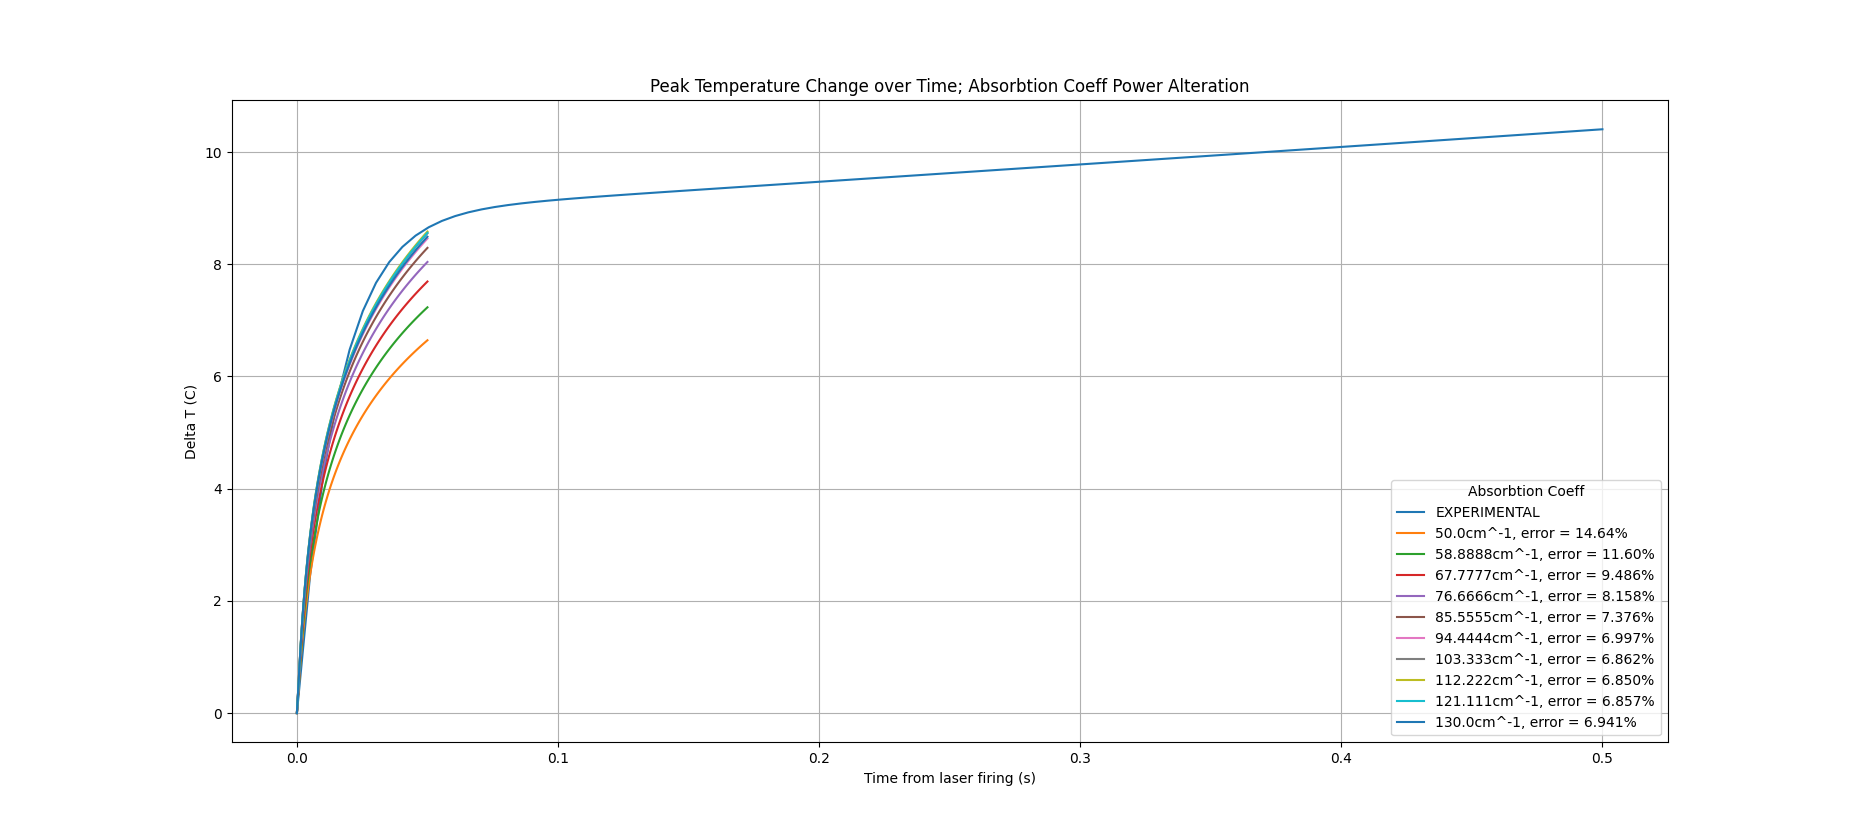 Peak Temperature Change over Time; Absorbtion Coeff Power Alteration
Delta T (C)
10
8
6
4
2
0
0.0 0.1 0.2 0.3 0.4 0.5
Time from laser firing (s)
Absorbtion Coeff
EXPERIMENTAL
50.0cm^-1, error = 14.64%
58.8888cm^-1, error = 11.60%
67.7777cm^-1, error = 9.486%
76.6666cm^-1, error = 8.158%
85.5555cm^-1, error = 7.376%
94.4444cm^-1, error = 6.997%
103.333cm^-1, error = 6.862%
112.222cm^-1, error = 6.850%
121.111cm^-1, error = 6.857%
130.0cm^-1, error = 6.941%